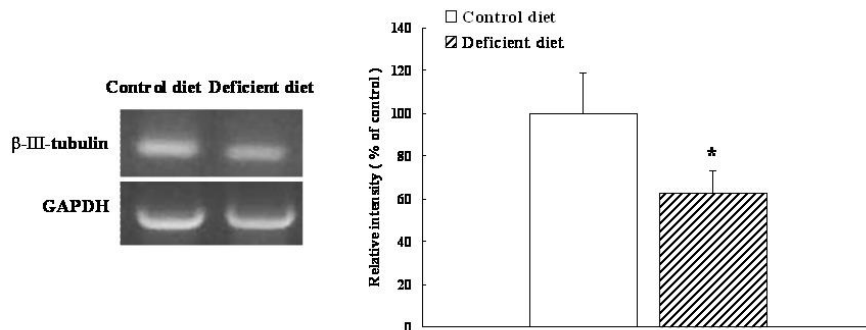 Control diet Deficient diet
β-III-tubulin
GAPDH
Control diet
Deficient diet
Relative intensity ( % of control )
140
120
100
80
60
40
20
0
*